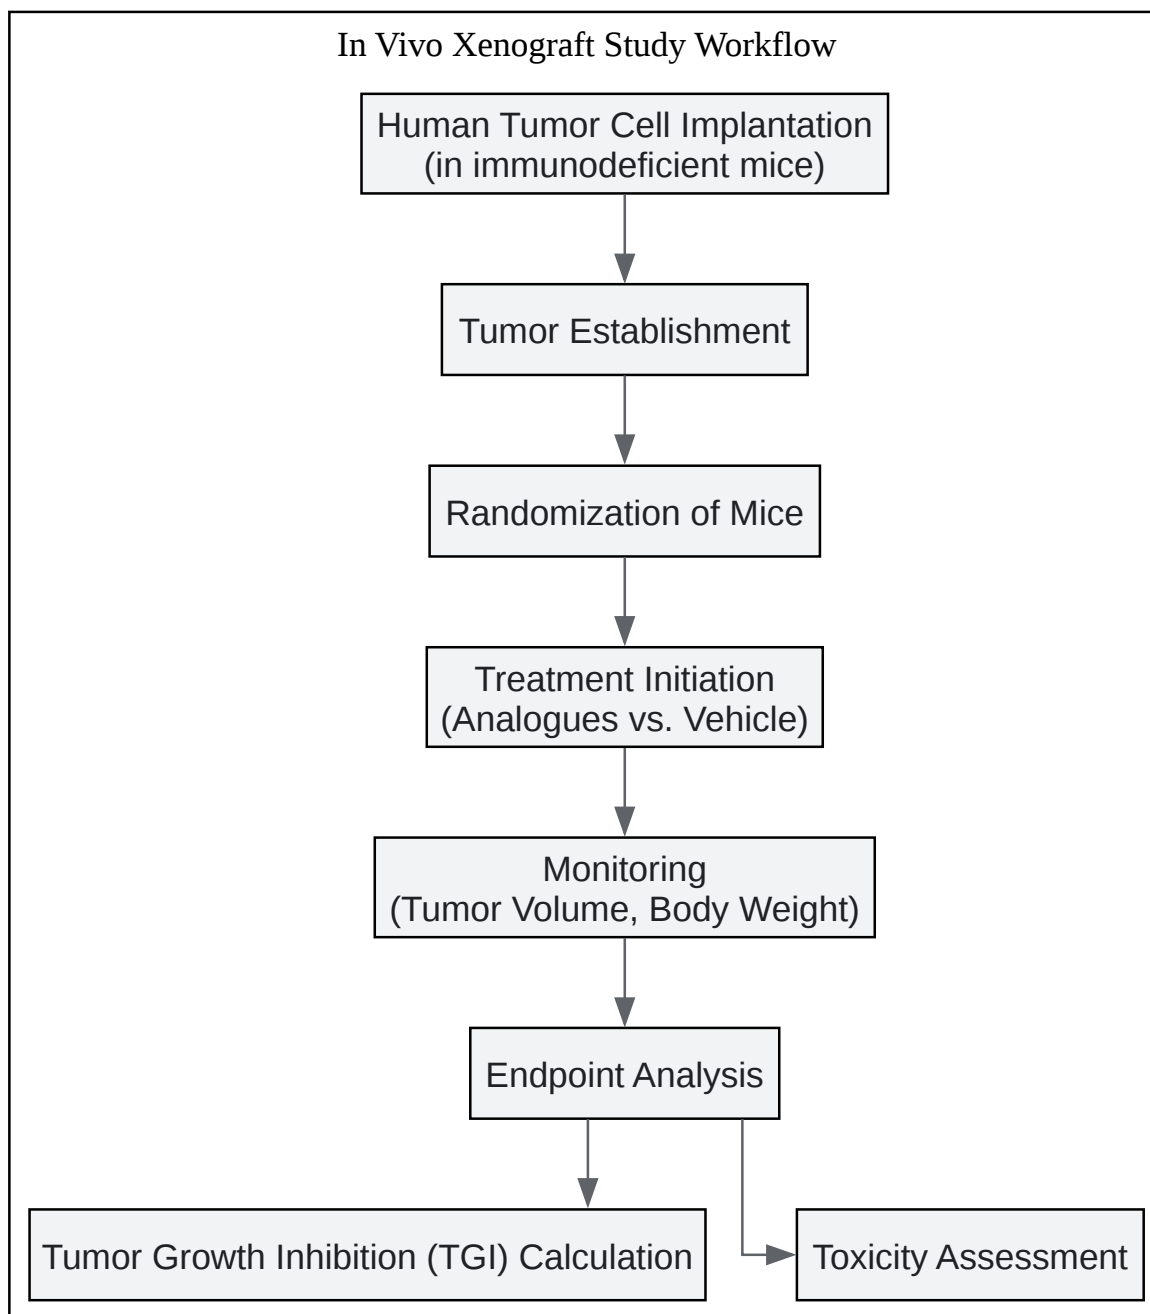 In Vivo Xenograft Study Workflow
Human Tumor Cell Implantation
(in immunodeficient mice)
Tumor Establishment
Randomization of Mice
Treatment Initiation
(Analogues vs. Vehicle)
Monitoring
(Tumor Volume, Body Weight)
Endpoint Analysis
Tumor Growth Inhibition (TGI) Calculation
Toxicity Assessment